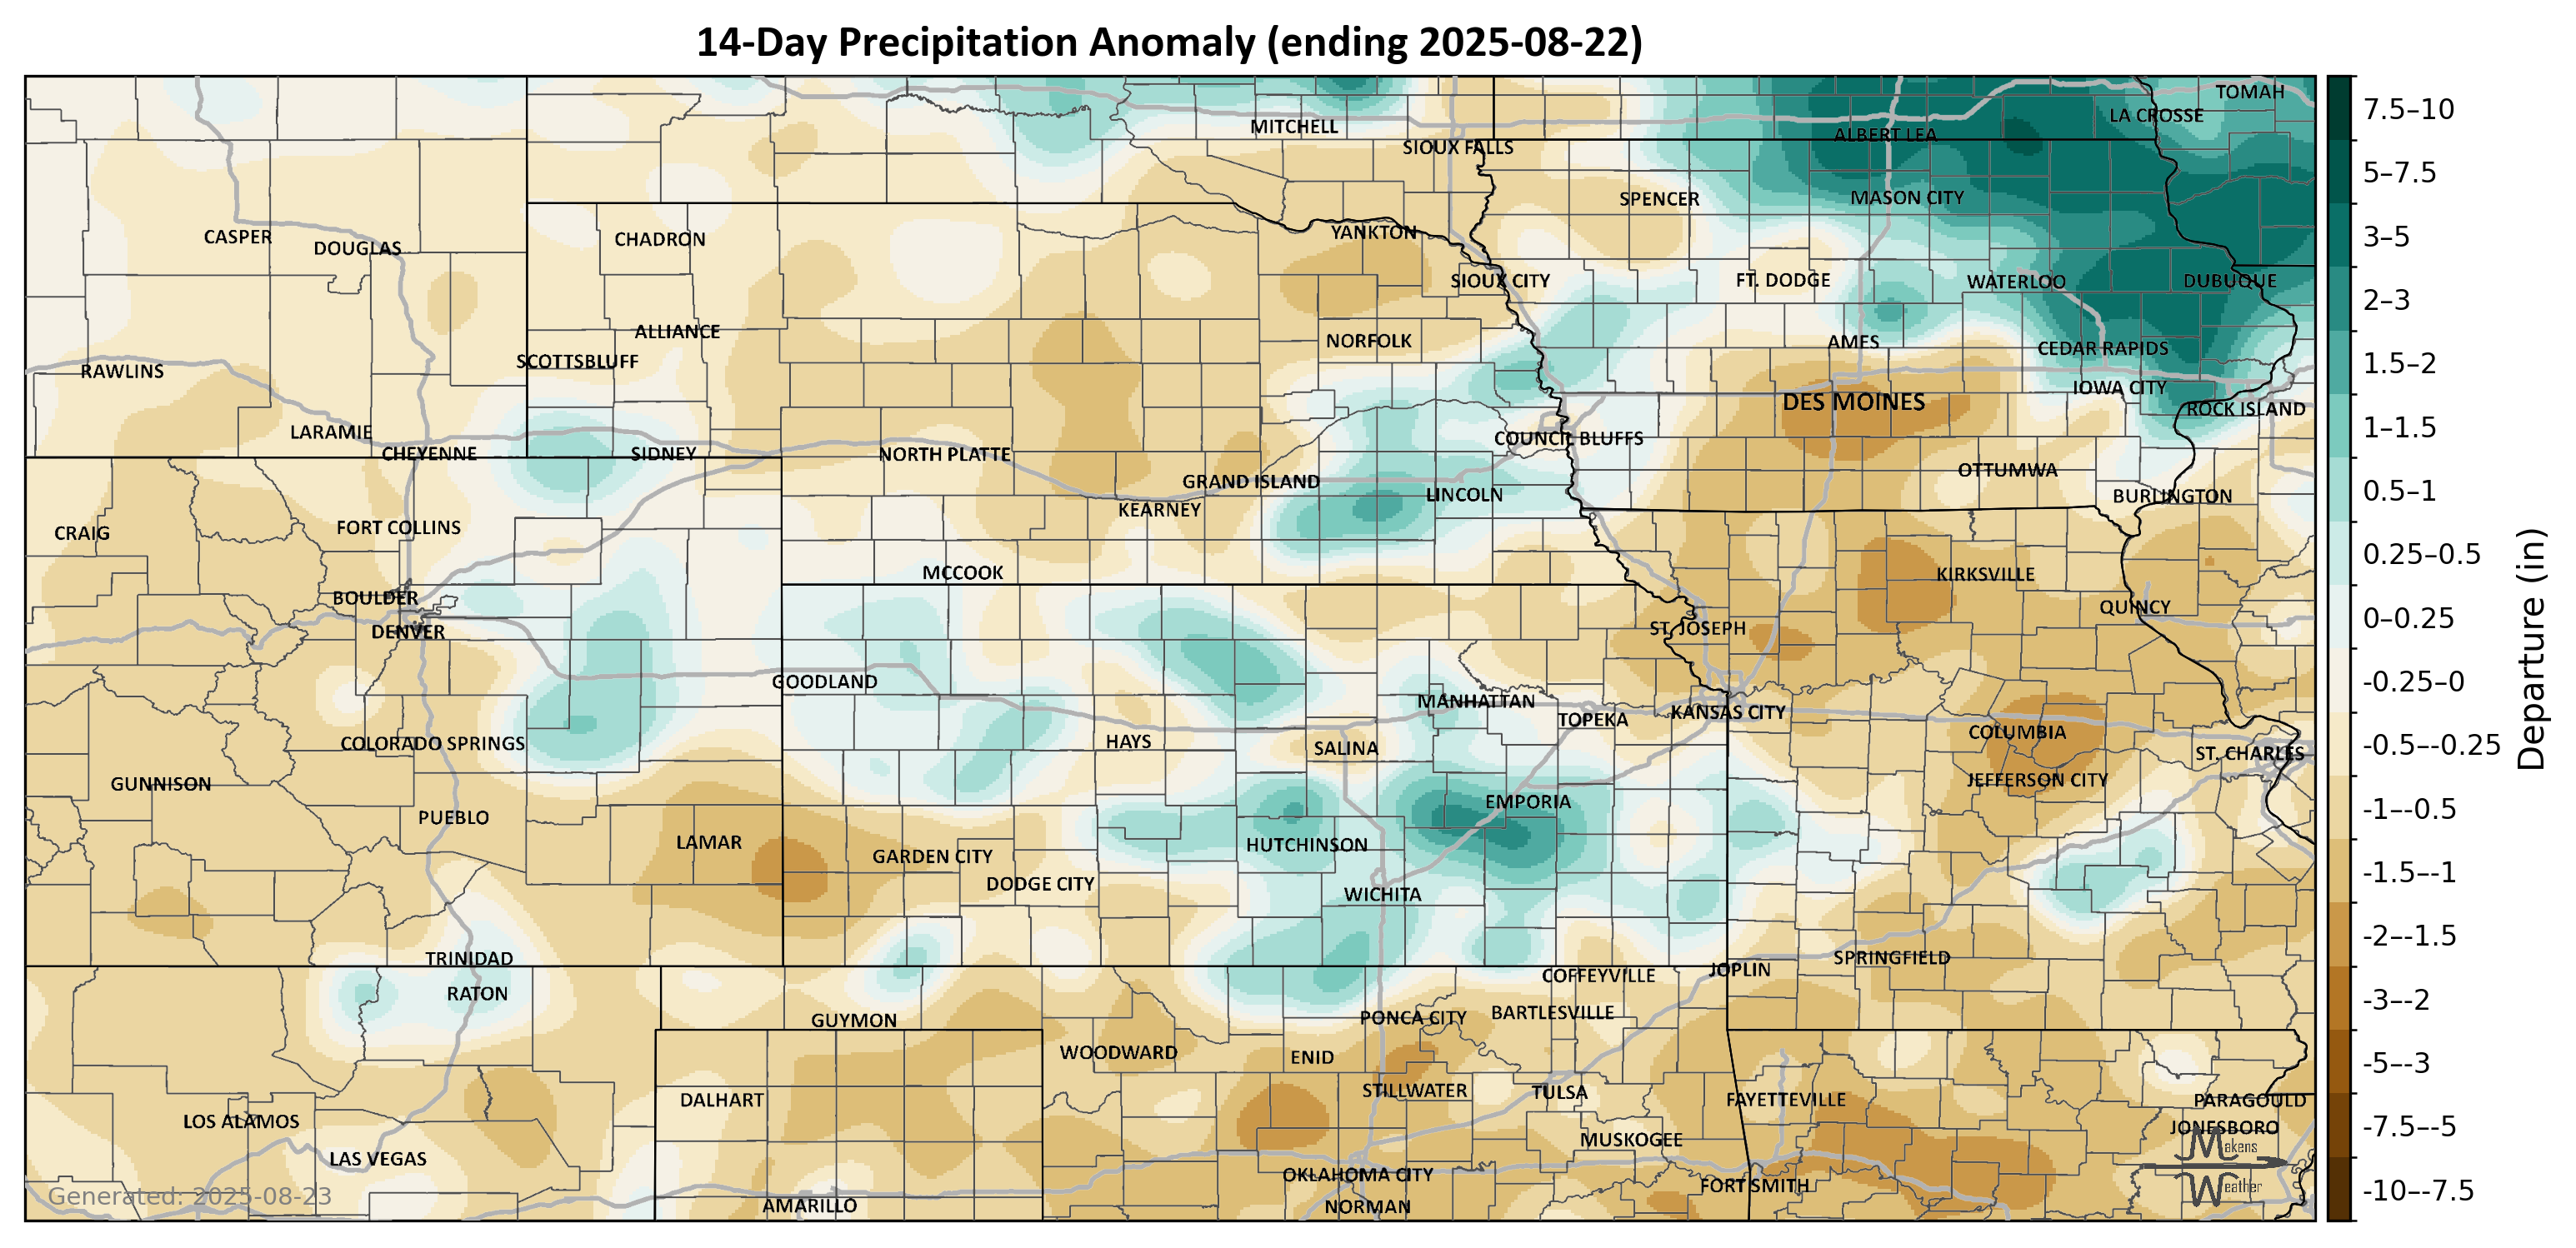 14-Day Precipitation Anomaly (ending 2025-08-22)
TOMAH
LA CROSSE
MITCHELL
ALBERT LEA
SIOUX FALLS
SPENCER
MASON CITY
CASPER
DOUGLAS
CHADRON
YANKTON
SIOUX CITY
FT. DODGE
WATERLOO
DUBUQUE
ALLIANCE
NORFOLK
AMES
CEDAR RAPIDS
SCOTTSBLUFF
RAWLINS
IOWA CITY
DES MOINES
ROCK ISLAND
LARAMIE
COUNCIL BLUFFS
CHEYENNE
SIDNEY
NORTH PLATTE
OTTUMWA
GRAND ISLAND
LINCOLN
BURLINGTON
KEARNEY
CRAIG
FORT COLLINS
MCCOOK
KIRKSVILLE
BOULDER
QUINCY
DENVER
ST. JOSEPH
GOODLAND
MANHATTAN
TOPEKA
KANSAS CITY
COLORADO SPRINGS
HAYS
SALINA
COLUMBIA
ST. CHARLES
GUNNISON
JEFFERSON CITY
PUEBLO
EMPORIA
LAMAR
HUTCHINSON
GARDEN CITY
DODGE CITY
WICHITA
TRINIDAD
SPRINGFIELD
COFFEYVILLE
JOPLIN
RATON
GUYMON
PONCA CITY
BARTLESVILLE
WOODWARD
ENID
STILLWATER
TULSA
DALHART
FAYETTEVILLE
PARAGOULD
LOS ALAMOS
JONESBORO
MUSKOGEE
LAS VEGAS
OKLAHOMA CITY
FORT SMITH
AMARILLO
NORMAN
Generated: 2025-08-23
Makens
Weather
7.5–10
5–7.5
3–5
2–3
1.5–2
1–1.5
0.5–1
0.25–0.5
0–0.25
-0.25–0
-0.5–-0.25
-1–-0.5
-1.5–-1
-2–-1.5
-3–-2
-5–-3
-7.5–-5
-10–-7.5
Departure (in)